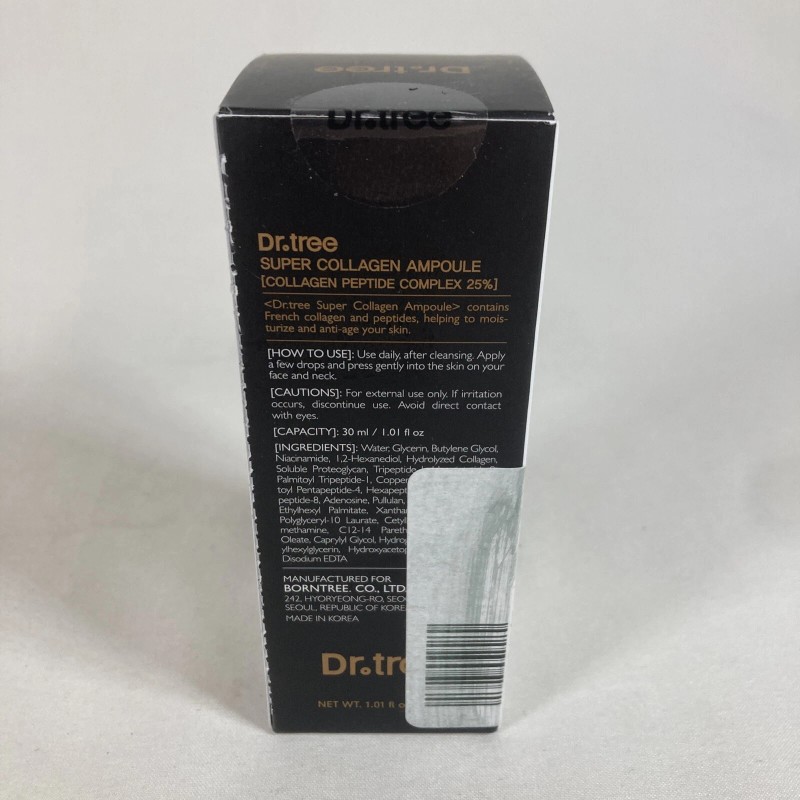 Dr.tree
Dr.tree
Dr.tree
SUPER COLLAGEN AMPOULE
[COLLAGEN PEPTIDE COMPLEX 25%]
<Dr.tree Super Collagen Ampoule> contains
French collagen and peptides, helping to mois-
turize and anti-age your skin.
[HOW TO USE]: Use daily, after cleansing. Apply
a few drops and press gently into the skin on your
face and neck.
[CAUTIONS]: For external use only. If irritation
occurs, discontinue use. Avoid direct contact
with eyes.
[CAPACITY]: 30 ml / 1.01 fl oz
[INGREDIENTS]: Water, Glycerin, Butylene Glycol,
Niacinamide, 1,2-Hexanediol, Hydrolyzed Collagen,
Soluble Proteoglycan, Tripeptide
Palmitoyl Tripeptide-1, Copper
toyl Pentapeptide-4, Hexapept
peptide-8, Adenosine, Pullulan,
Ethylhexyl Palmitate, Xanthan
Polyglyceryl-10 Laurate, Cetyl
methamine, C12-14 Pareth
Oleate, Caprylyl Glycol, Hydrog
ylhexylglycerin, Hydroxyacetop
Disodium EDTA
MANUFACTURED FOR
BORNTREE. CO., LTD.
242, HYORYEONG-RO, SEOC
SEOUL, REPUBLIC OF KORE
MADE IN KOREA
Dr.tre
NET WT. 1.01 fl o